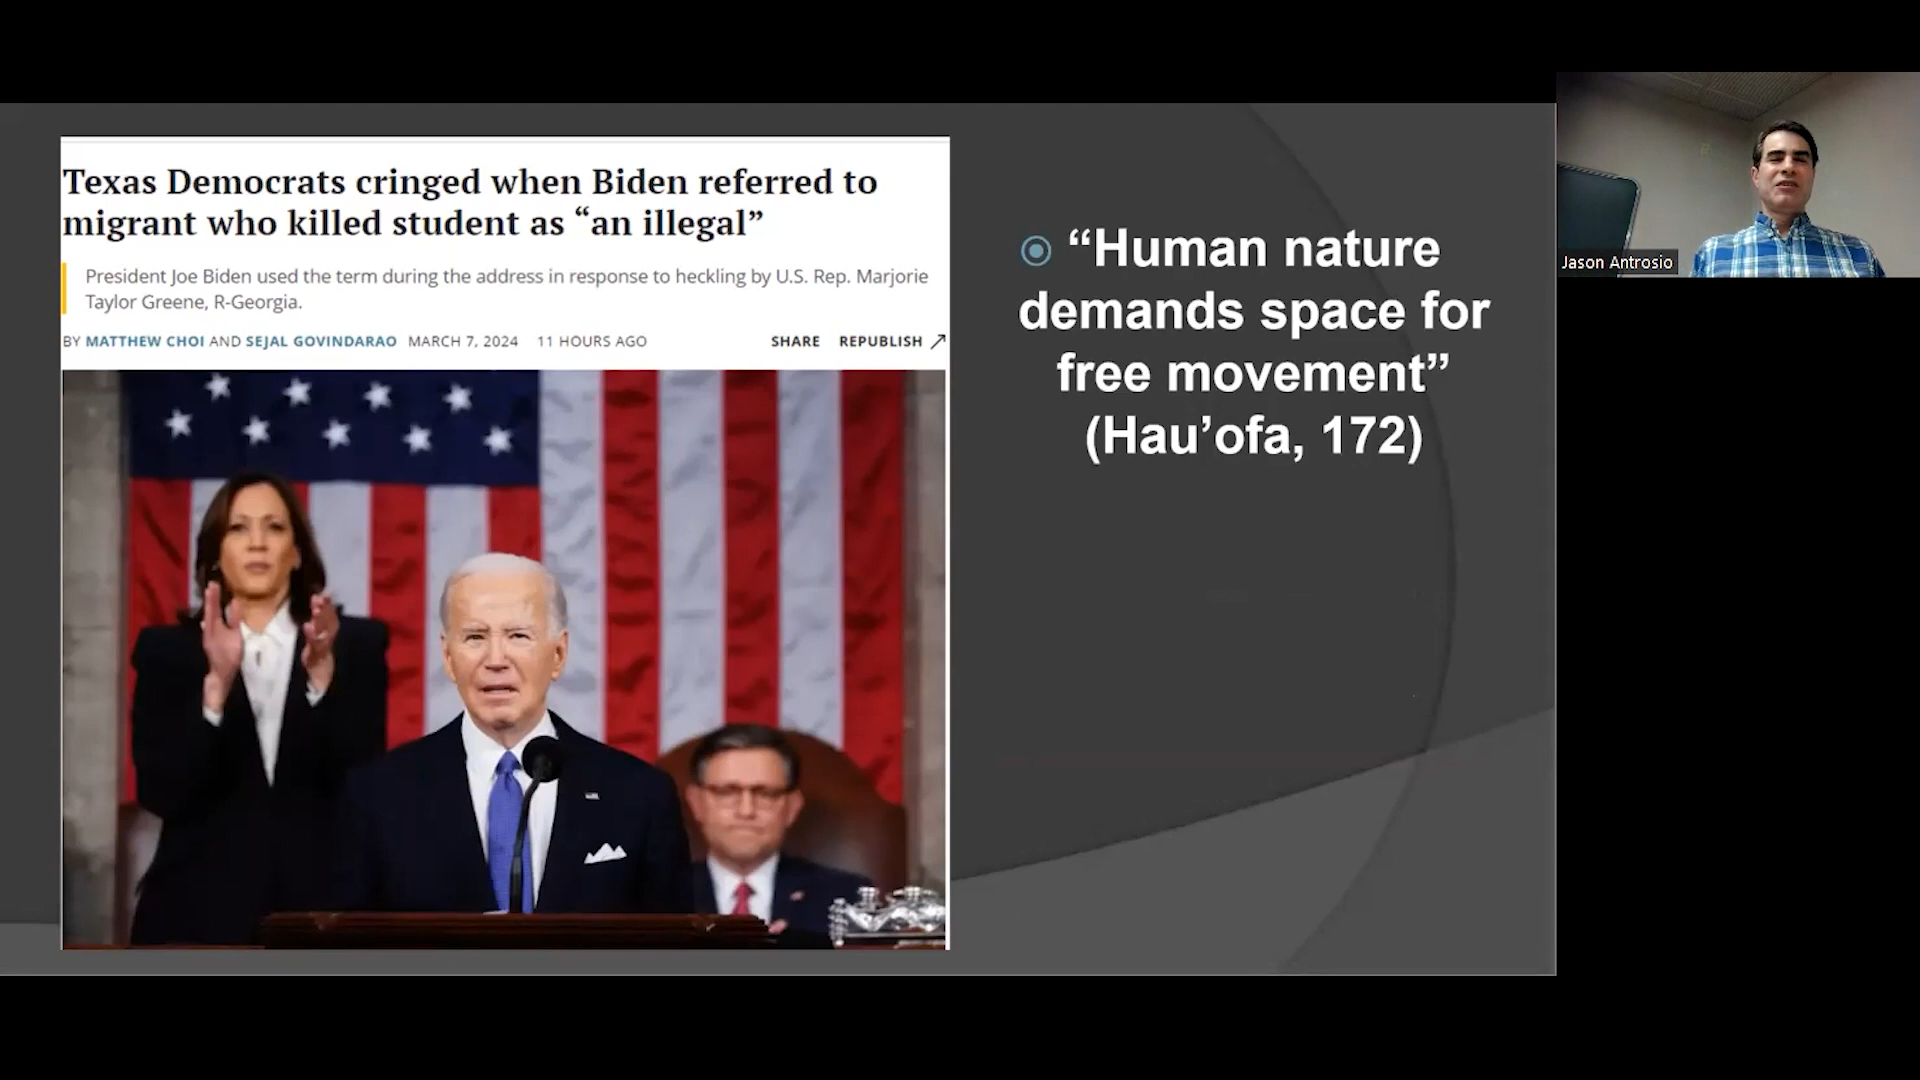 Texas Democrats cringed when Biden referred to
migrant who killed student as “an illegal”
President Joe Biden used the term during the address in response to heckling by U.S. Rep. Marjorie
Taylor Greene, R-Georgia.
BY MATTHEW CHOI AND SEJAL GOVINDARAO MARCH 7, 2024 11 HOURS AGO SHARE REPUBLISH
“Human nature
demands space for
free movement”
(Hau’ofa, 172)
Jason Antrosio